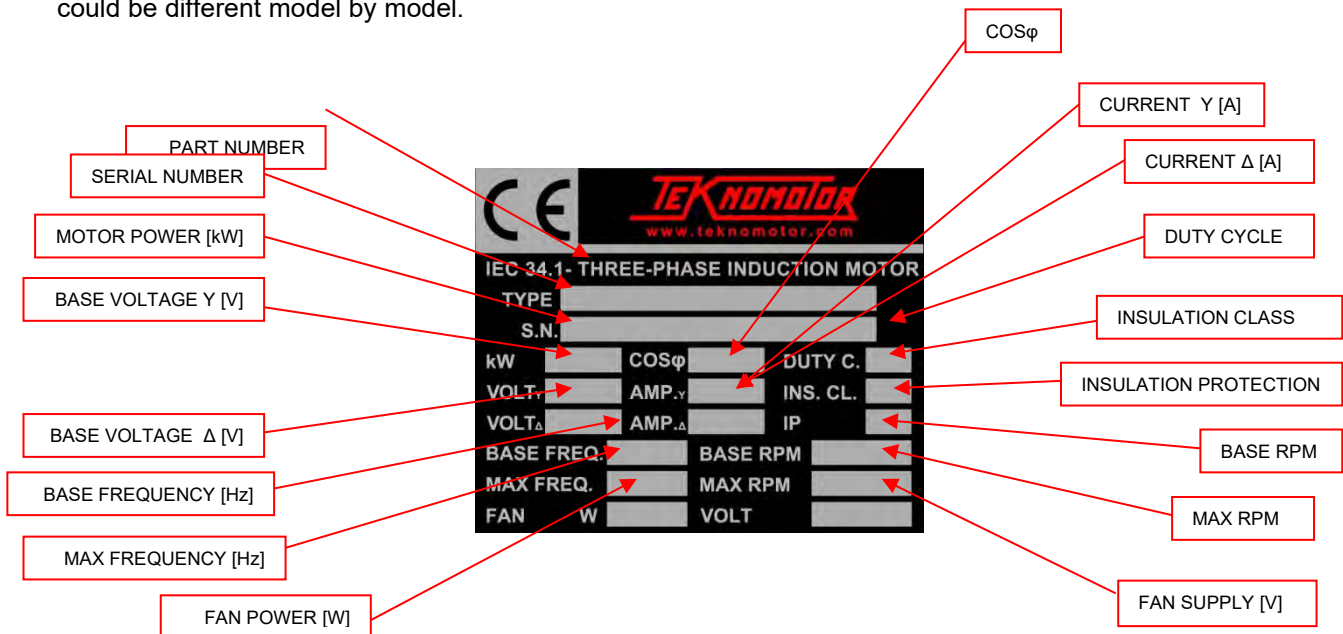 could be different model by model.
COSφ
CURRENT Y [A]
PART NUMBER
CURRENT Δ [A]
SERIAL NUMBER
CE TEKNOMOTOR
www.teknomotor.com
MOTOR POWER [kW]
DUTY CYCLE
IEC 34.1- THREE-PHASE INDUCTION MOTOR
BASE VOLTAGE Y [V]
TYPE
INSULATION CLASS
S.N.
kW COSφ DUTY C.
INSULATION PROTECTION
VOLTY AMP.Y INS. CL.
VOLTΔ AMP.Δ IP
BASE VOLTAGE Δ [V]
BASE RPM
BASE FREQ. BASE RPM
BASE FREQUENCY [Hz]
MAX FREQ. MAX RPM
MAX RPM
FAN W VOLT
MAX FREQUENCY [Hz]
FAN SUPPLY [V]
FAN POWER [W]